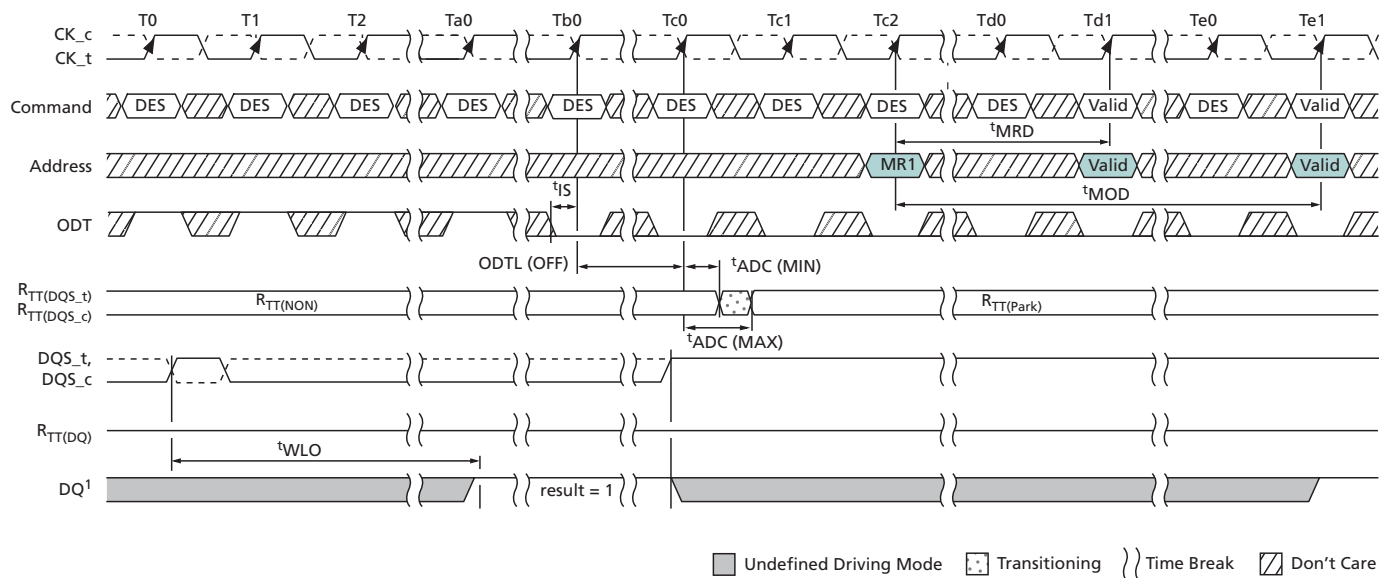 T0 T1 T2 Ta0 Tb0 Tc0 Tc1 Tc2 Td0 Td1 Te0 Te1
CK_c
CK_t
Command DES DES DES DES DES DES DES DES DES Valid DES Valid
tMRD
Address MR1 Valid Valid
tIS
tMOD
ODT
ODTL (OFF) tADC (MIN)
RTT(DQS_t)
RTT(DQS_c)
RTT(NON) RTT(Park)
tADC (MAX)
DQS_t,
DQS_c
RTT(DQ)
tWLO
DQ1 result = 1
Undefined Driving Mode Transitioning Time Break Don't Care